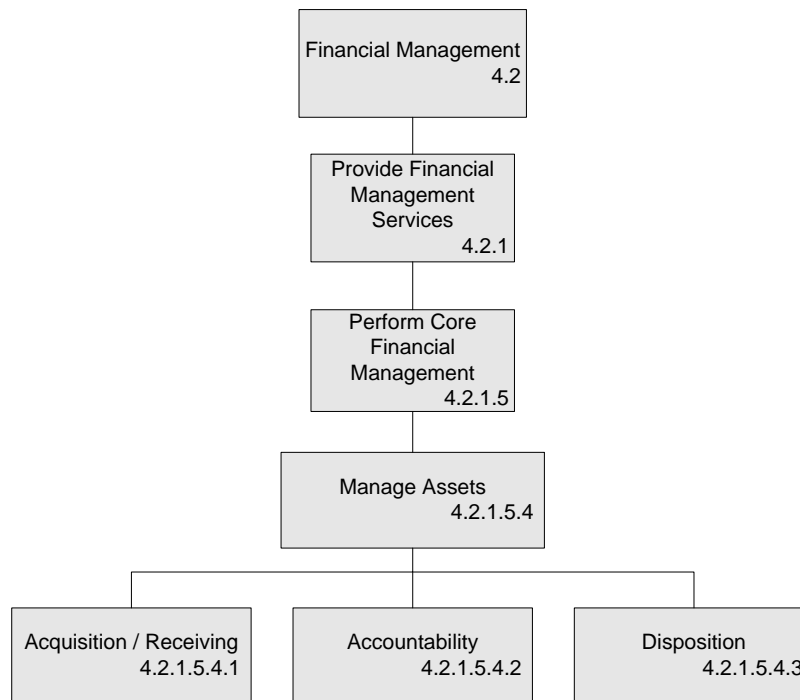 Financial Management
4.2
Provide Financial
Management
Services
4.2.1
Perform Core
Financial
Management
4.2.1.5
Manage Assets
4.2.1.5.4
Acquisition / Receiving
4.2.1.5.4.1
Accountability
4.2.1.5.4.2
Disposition
4.2.1.5.4.3